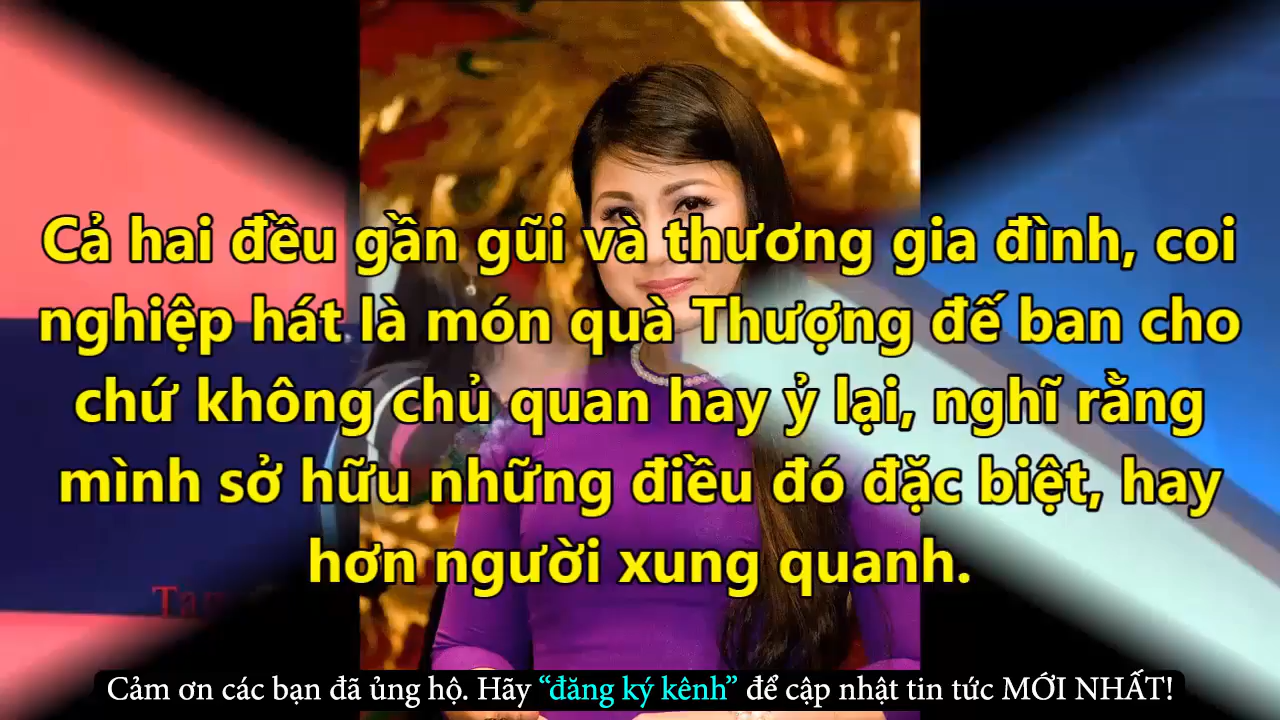 Cả hai đều gần gũi và thương gia đình, coi
nghiệp hát là món quà Thượng đế ban cho
chứ không chủ quan hay ỷ lại, nghĩ rằng
mình sở hữu những điều đó đặc biệt, hay
hơn người xung quanh.
Cảm ơn các bạn đã ủng hộ. Hãy “đăng ký kênh” để cập nhật tin tức MỚI NHẤT!